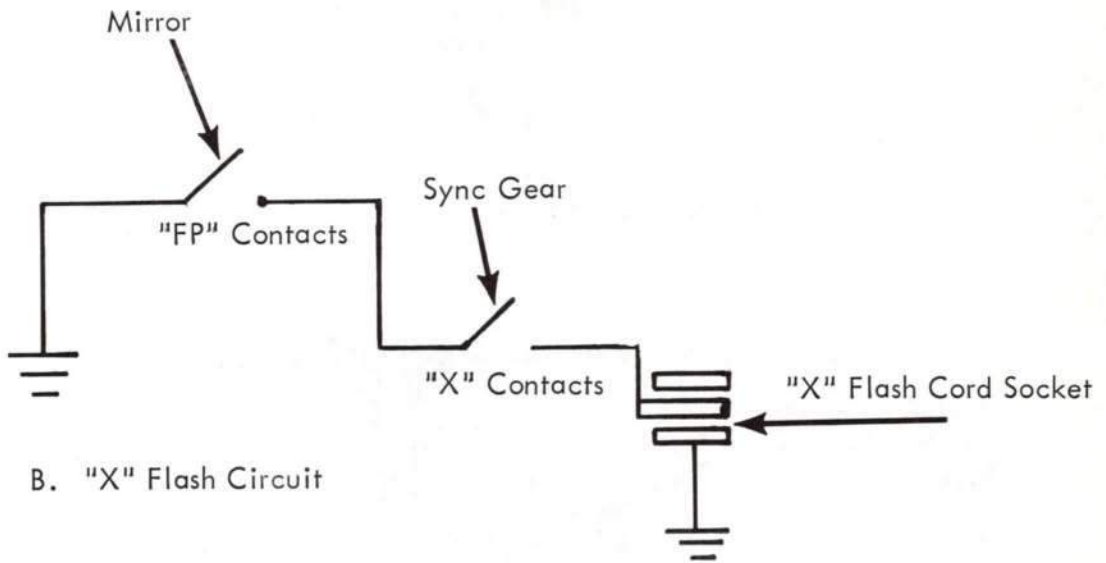 Mirror
Sync Gear
"FP" Contacts
"X" Contacts
"X" Flash Cord Socket
B. "X" Flash Circuit